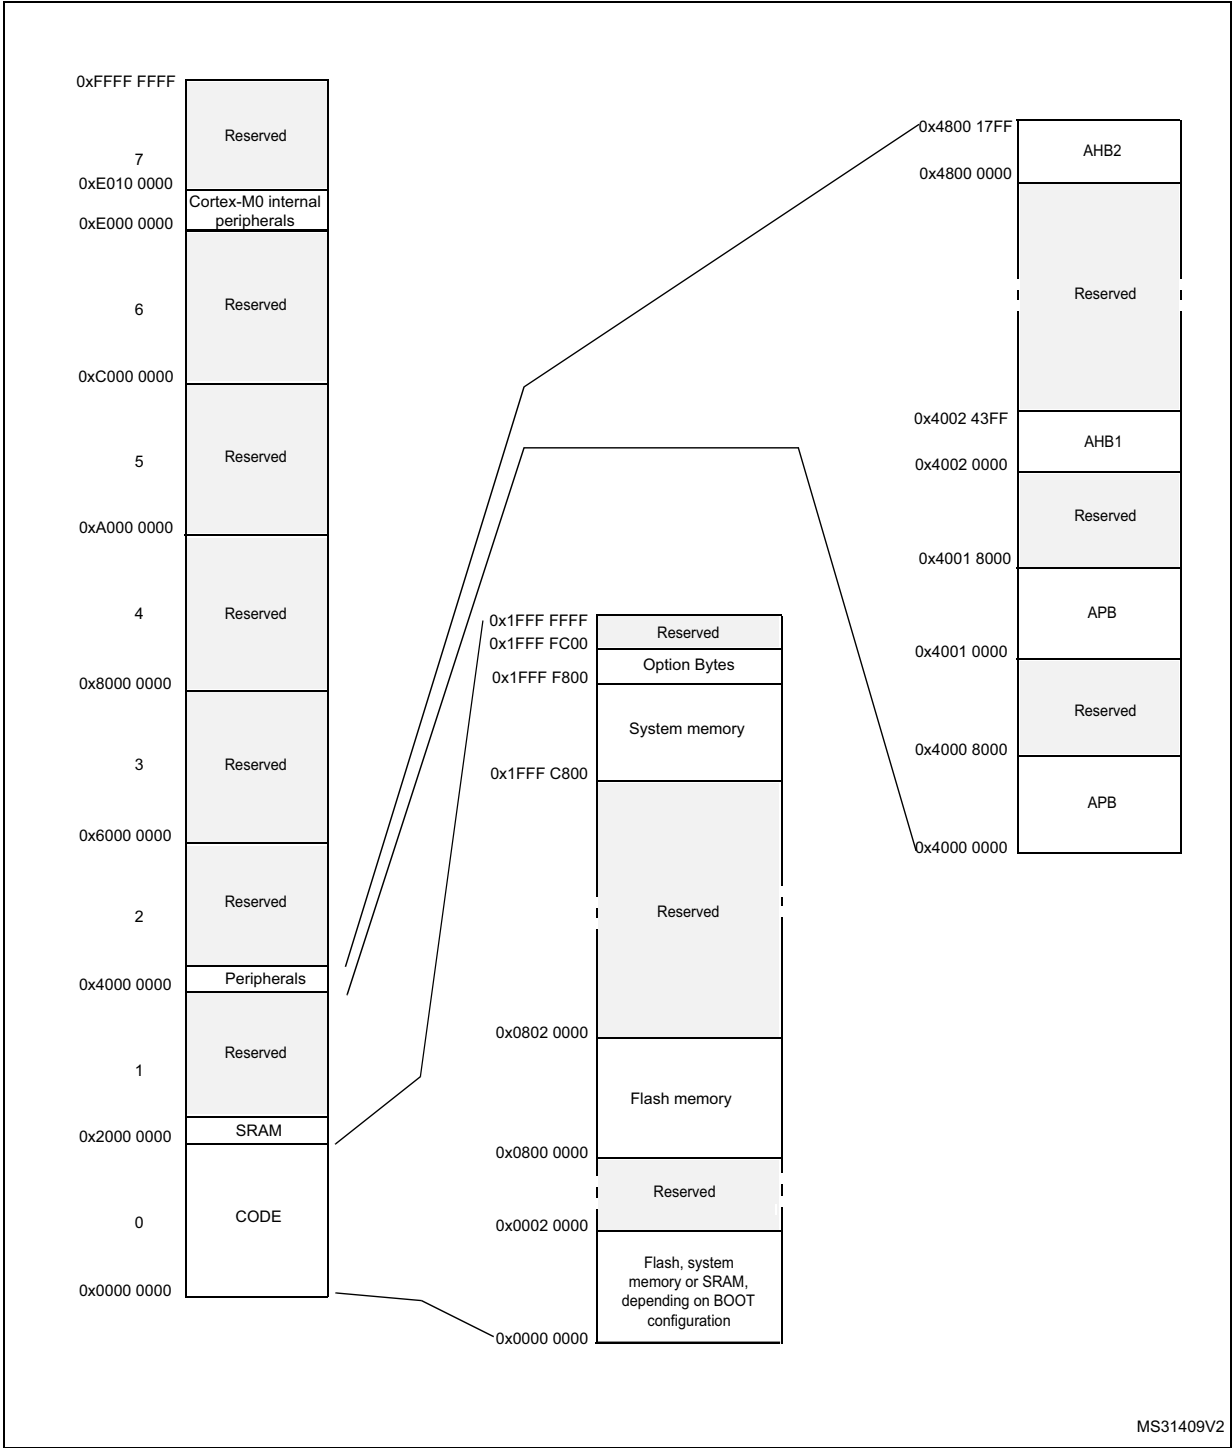 0xFFFF FFFF
Reserved
7
0xE010 0000
Cortex-M0 internal
peripherals
0xE000 0000
Reserved
6
0xC000 0000
Reserved
5
0xA000 0000
Reserved
4
0x8000 0000
Reserved
3
0x6000 0000
Reserved
2
Peripherals
0x4000 0000
Reserved
1
SRAM
0x2000 0000
CODE
0
0x0000 0000
0x1FFF FFFF
Reserved
0x1FFF FC00
Option Bytes
0x1FFF F800
System memory
0x1FFF C800
Reserved
0x0802 0000
Flash memory
0x0800 0000
Reserved
0x0002 0000
Flash, system
memory or SRAM,
depending on BOOT
configuration
0x0000 0000
0x4800 17FF
AHB2
0x4800 0000
Reserved
0x4002 43FF
AHB1
0x4002 0000
Reserved
0x4001 8000
APB
0x4001 0000
Reserved
0x4000 8000
APB
0x4000 0000
MS31409V2